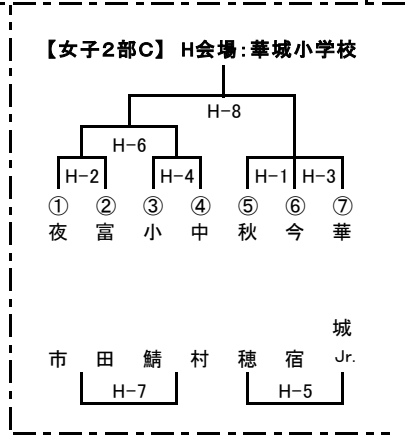 【女子2部C】 H会場:華城小学校
H-8
H-6
H-2 H-4 H-1 H-3
① ② ③ ④ ⑤ ⑥ ⑦
夜 富 小 中 秋 今 華
城
市 田 鯖 村 穂 宿 Jr.
H-7 H-5